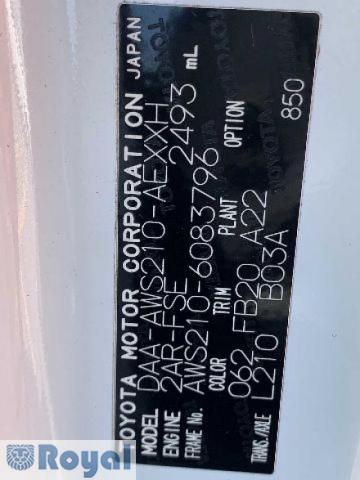 TOYOTA MOTOR CORPORATION JAPAN
MODEL DAA-AWS210-AEXXH
ENGINE 2AR-FSE 2493 mL
FRAME No. AWS210-6083796
COLOR TRIM PLANT OPTION
062 FB20 A22
TRANS./AXLE L210 B03A 850
Royal